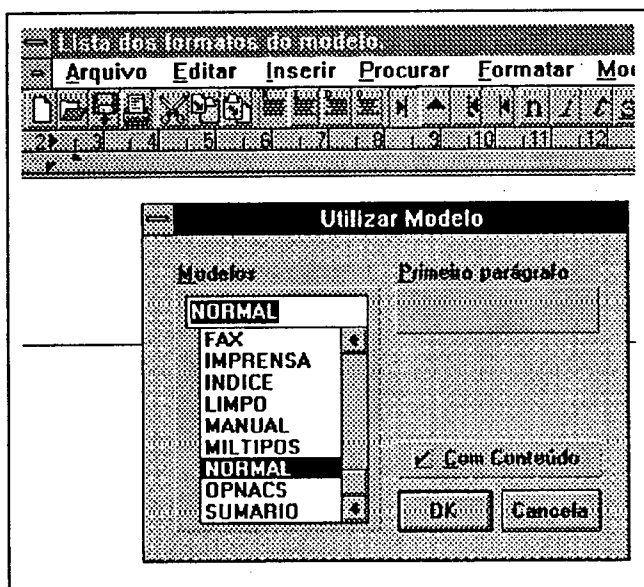 Lista dos formatos do modelo.
Arquivo Editar Inserir Procurar Formatar Mo
n I
2 3 4 5 6 7 8 9 10 11 12
Utilizar Modelo
Modelos Primeiro parágrafo
NORMAL
FAX
IMPRENSA
INDICE
LIMPO
MANUAL
MILTIPOS
NORMAL
OPNACS
SUMARIO
Com Conteúdo
OK Cancela